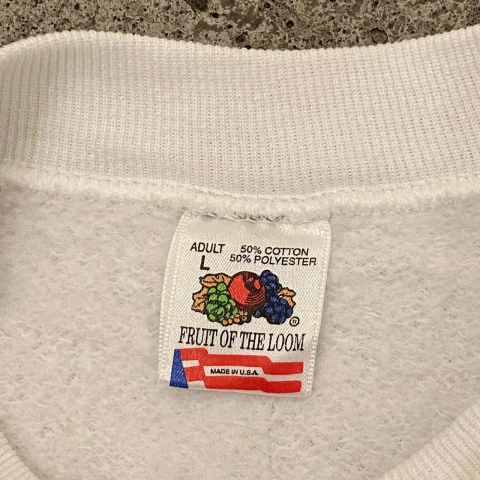 ADULT 50% COTTON
L 50% POLYESTER
®
FRUIT OF THE LOOM
MADE IN U.S.A.